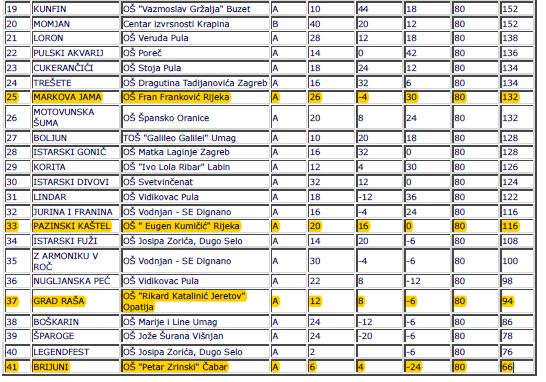 19 KUNFIN OŠ "Vazmoslav Gržalja" Buzet A 10 44 18 80 152
20 MOMJAN Centar izvrsnosti Krapina B 40 20 12 80 152
21 LORON OŠ Veruda Pula A 28 12 18 80 138
22 PULSKI AKVARIJ OŠ Poreč A 14 0 42 80 136
23 CUKERANČIĆI OŠ Stoja Pula A 18 24 12 80 134
24 TREŠETE OŠ Dragutina Tadijanovića Zagreb A 16 32 6 80 134
25 MARKOVA JAMA OŠ Fran Franković Rijeka A 26 -4 30 80 132
26 MOTOVUNSKA ŠUMA OŠ Špansko Oranice A 20 8 24 80 132
27 BOLJUN TOŠ "Galileo Galilei" Umag A 10 20 18 80 128
28 ISTARSKI GONIČ OŠ Matka Laginje Zagreb A 16 32 0 80 128
29 KORITA OŠ "Ivo Lola Ribar" Labin A 12 4 30 80 126
30 ISTARSKI DIVOVI OŠ Svetvinčenat A 32 12 0 80 124
31 LINDAR OŠ Vidikovac Pula A 18 -12 36 80 122
32 JURINA I FRANINA OŠ Vodnjan - SE Dignano A 16 -4 24 80 116
33 PAZINSKI KAŠTEL OŠ " Eugen Kumičić" Rijeka A 20 16 0 80 116
34 ISTARSKI FUŽI OŠ Josipa Zorića, Dugo Selo A 14 20 -6 80 108
35 Z ARMONIKU V ROČ OŠ Vodnjan - SE Dignano A 30 -4 -6 80 100
36 NUGLJANSKA PEĆ OŠ Vidikovac Pula A 22 8 -12 80 98
37 GRAD RAŠA OŠ "Rikard Katalinić Jeretov" Opatija A 12 8 -6 80 94
38 BOŠKARIN OŠ Marije i Line Umag A 24 -12 -6 80 86
39 ŠPAROGE OŠ Jože Šurana Višnjan A 24 -20 -6 80 78
40 LEGENDFEST OŠ Josipa Zorića, Dugo Selo A 2 -6 80 76
41 BRIJUNI OŠ "Petar Zrinski" Čabar A 6 4 -24 80 66